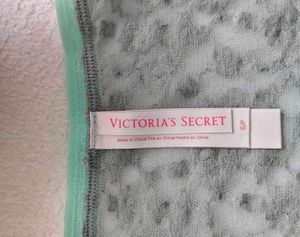 VICTORIA'S SECRET
Made in China/ Fait en Chine/ Hecho en China
S/P